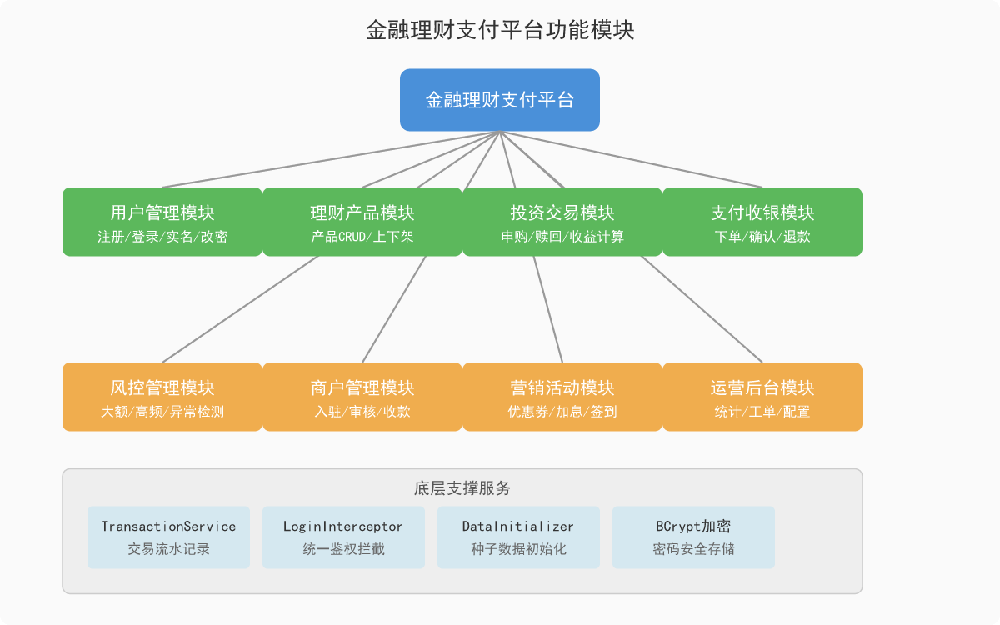 金融理财支付平台功能模块
金融理财支付平台
用户管理模块
注册/登录/实名/改密
理财产品模块
产品CRUD/上下架
投资交易模块
申购/赎回/收益计算
支付收银模块
下单/确认/退款
风控管理模块
大额/高频/异常检测
商户管理模块
入驻/审核/收款
营销活动模块
优惠券/加息/签到
运营后台模块
统计/工单/配置
底层支撑服务
TransactionService
交易流水记录
LoginInterceptor
统一鉴权拦截
DataInitializer
种子数据初始化
BCrypt加密
密码安全存储